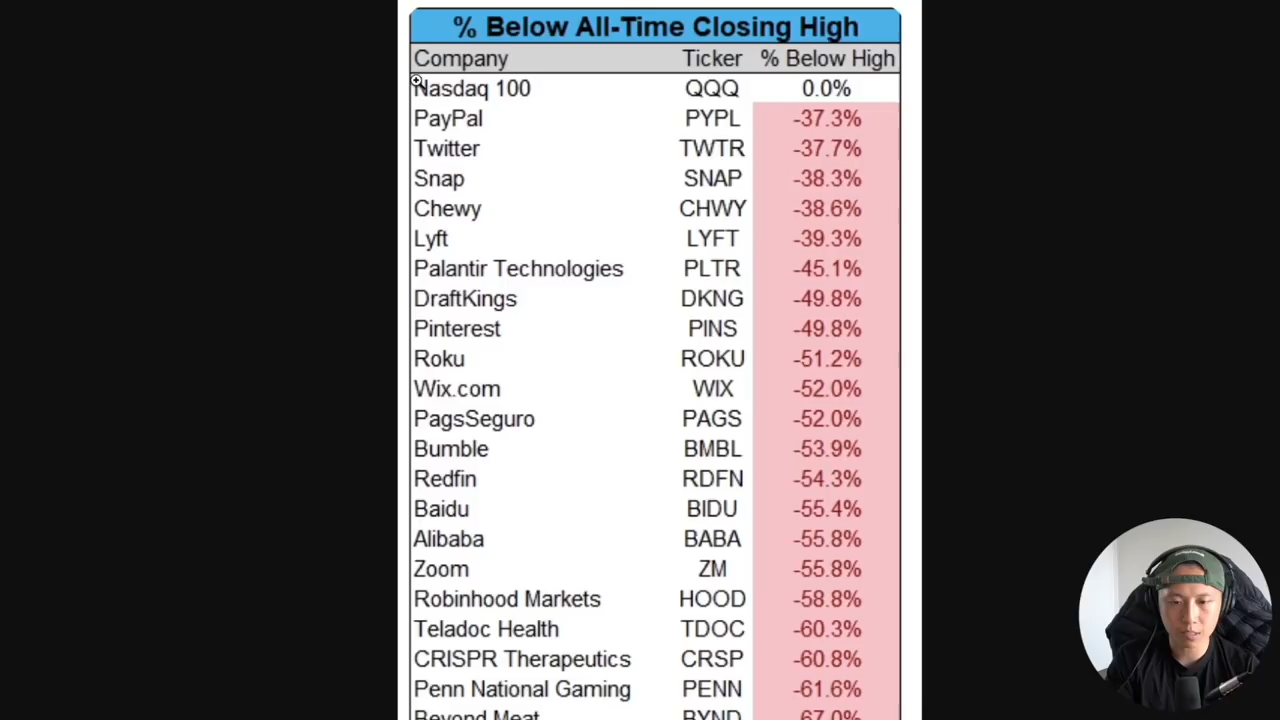 % Below All-Time Closing High
Company Ticker % Below High
Nasdaq 100 QQQ 0.0%
PayPal PYPL -37.3%
Twitter TWTR -37.7%
Snap SNAP -38.3%
Chewy CHWY -38.6%
Lyft LYFT -39.3%
Palantir Technologies PLTR -45.1%
DraftKings DKNG -49.8%
Pinterest PINS -49.8%
Roku ROKU -51.2%
Wix.com WIX -52.0%
PagsSeguro PAGS -52.0%
Bumble BMBL -53.9%
Redfin RDFN -54.3%
Baidu BIDU -55.4%
Alibaba BABA -55.8%
Zoom ZM -55.8%
Robinhood Markets HOOD -58.8%
Teladoc Health TDOC -60.3%
CRISPR Therapeutics CRSP -60.8%
Penn National Gaming PENN -61.6%
Beyond Meat BYND -67.0%